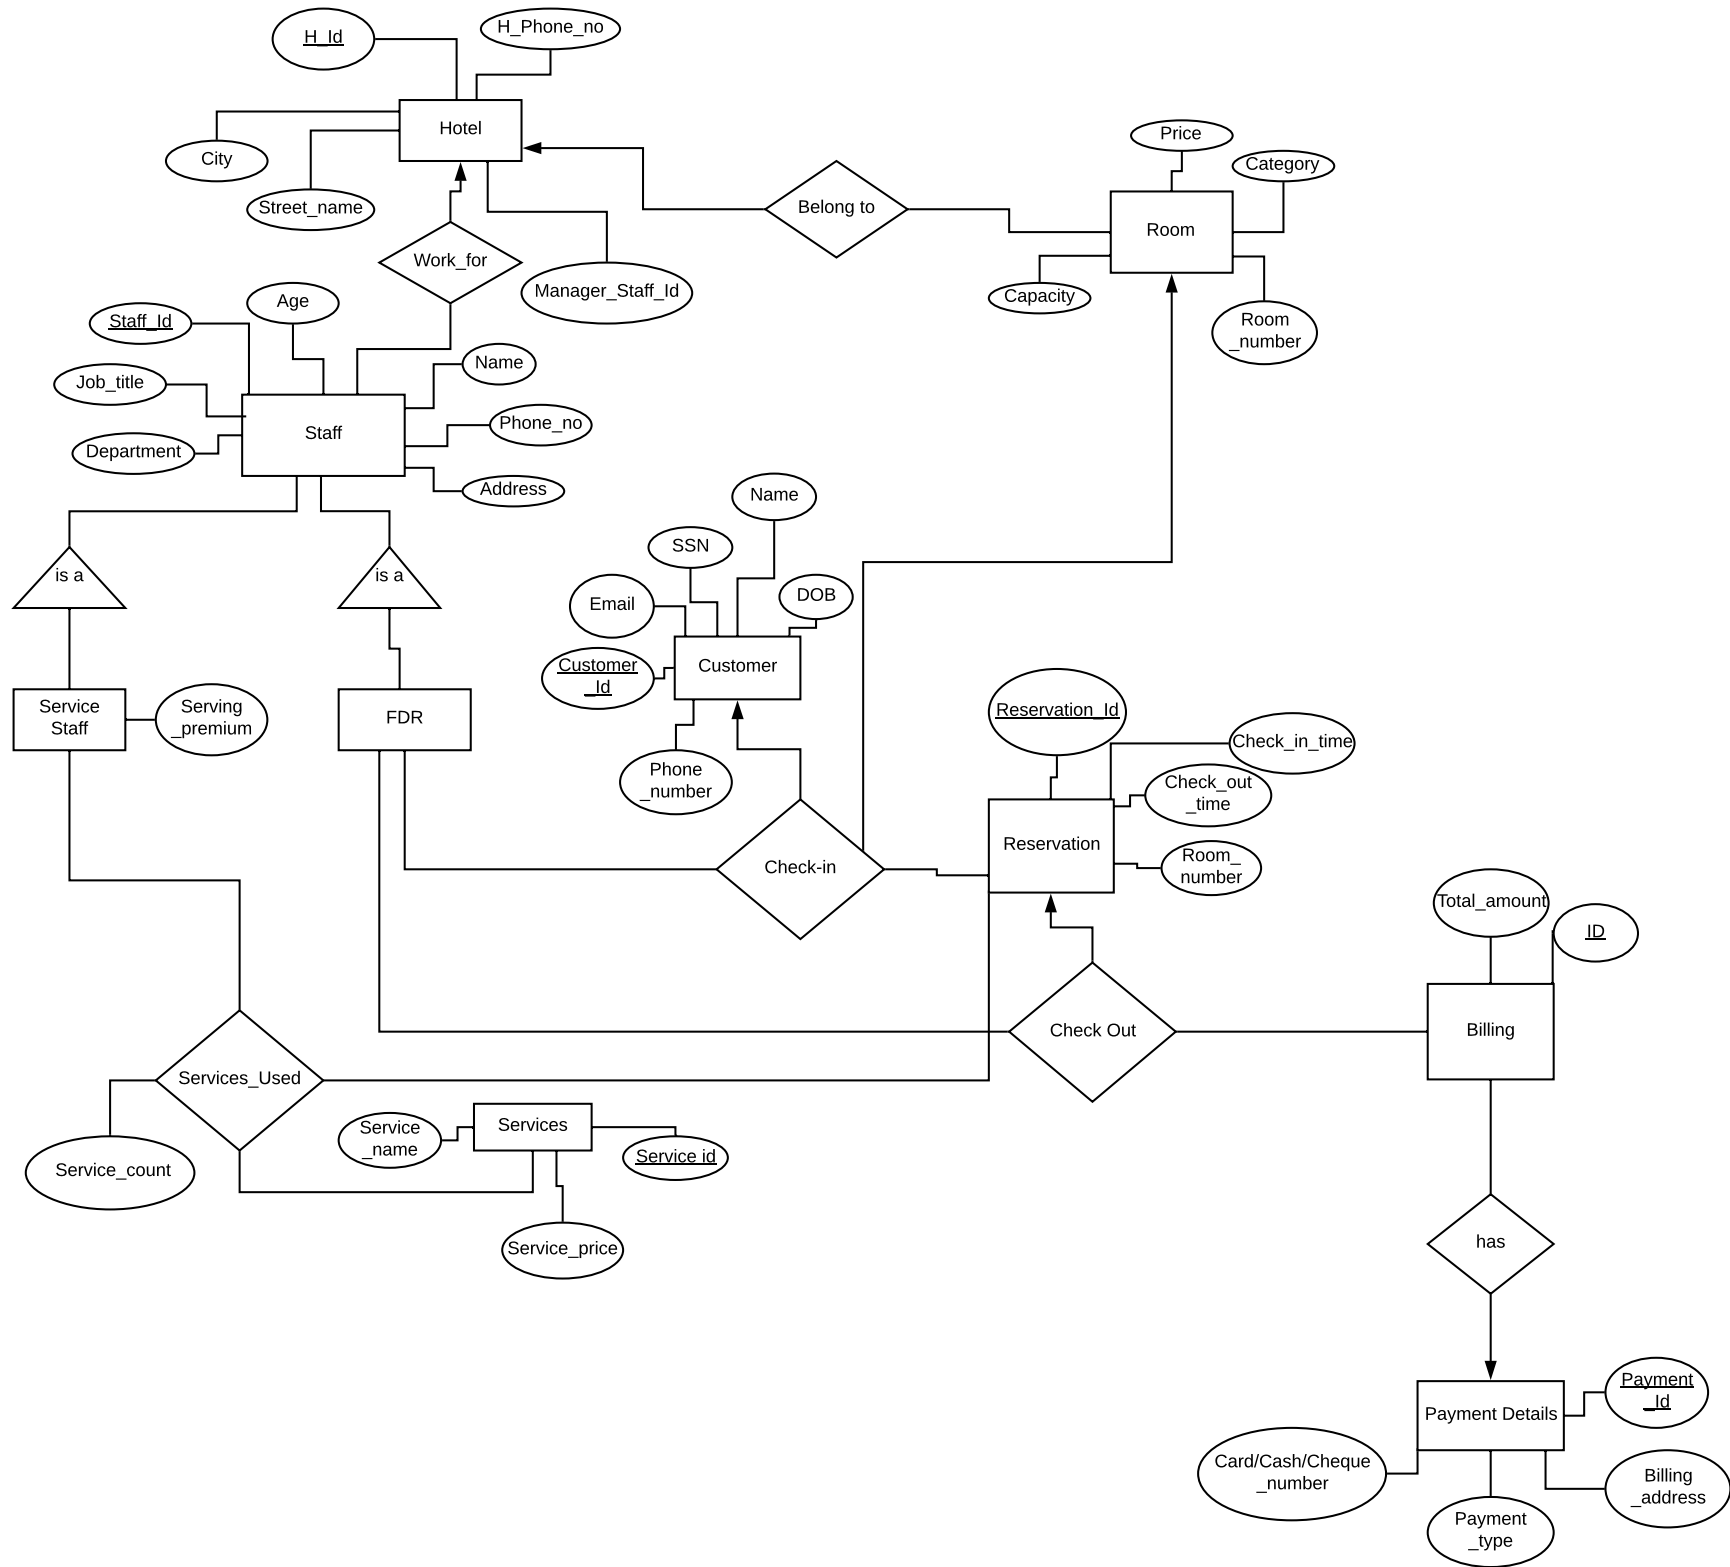 H_Id
H_Phone_no
Hotel
City
Street_name
Price
Category
Belong to
Room
Work_for
Manager_Staff_Id
Capacity
Room
_number
Age
Staff_Id
Name
Job_title
Phone_no
Staff
Department
Address
Name
SSN
is a
is a
Email
DOB
Customer
Customer
_Id
Service
Staff
Serving
_premium
FDR
Reservation_Id
Check_in_time
Phone
_number
Check_out
_time
Reservation
Room_
number
Check-in
Total_amount
ID
Check Out
Billing
Services_Used
Service
_name
Services
Service id
Service_count
Service_price
has
Payment
_Id
Payment Details
Card/Cash/Cheque
_number
Billing
_address
Payment
_type